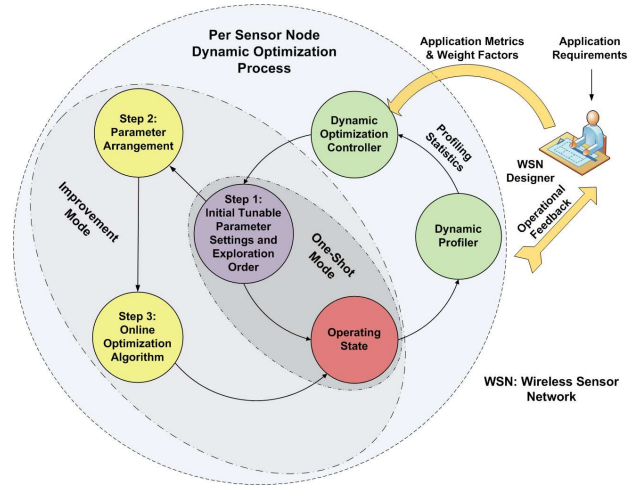 Per Sensor Node
Dynamic Optimization
Process
Application Metrics
& Weight Factors
Application
Requirements
Step 2:
Parameter
Arrangement
Dynamic
Optimization
Controller
Profiling
Statistics
WSN
Designer
Improvement
Mode
Step 1:
Initial Tunable
Parameter
Settings and
Exploration
Order
One-Shot
Mode
Dynamic
Profiler
Operational
Feedback
Step 3:
Online
Optimization
Algorithm
Operating
State
WSN: Wireless Sensor
Network